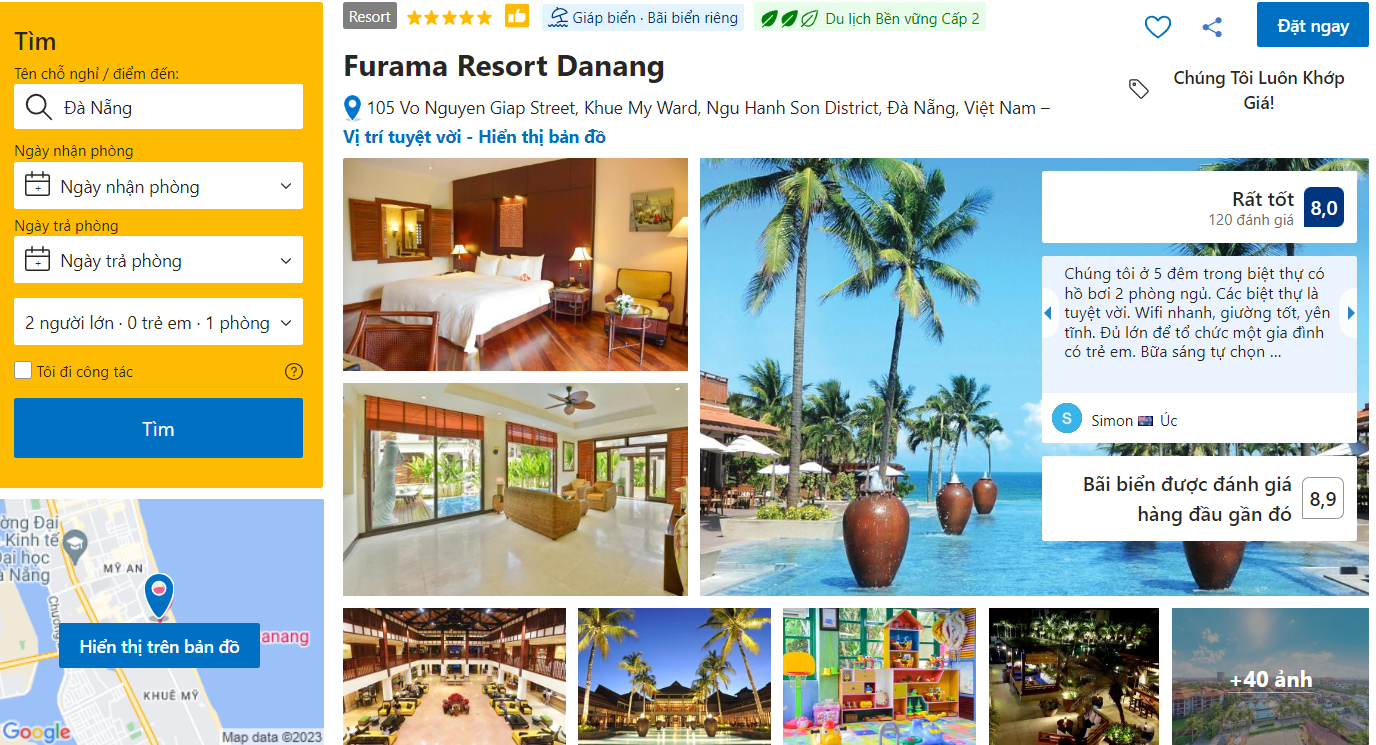 Tìm
Tên chỗ nghỉ / điểm đến:
Đà Nẵng
Ngày nhận phòng
Ngày nhận phòng
Ngày trả phòng
Ngày trả phòng
2 người lớn · 0 trẻ em · 1 phòng
Tôi đi công tác
Tìm
ờng Đại
Kinh tế
Đại học
à Nẵng
MỸ AN
anang
Hiển thị trên bản đồ
KHUÊ MỸ
Google
Map data ©2023
Resort
Giáp biển · Bãi biển riêng
Du lịch Bền vững Cấp 2
Đặt ngay
Furama Resort Danang
Chúng Tôi Luôn Khớp
Giá!
105 Vo Nguyen Giap Street, Khue My Ward, Ngu Hanh Son District, Đà Nẵng, Việt Nam –
Vị trí tuyệt vời - Hiển thị bản đồ
Rất tốt
120 đánh giá
8,0
Chúng tôi ở 5 đêm trong biệt thự có
hồ bơi 2 phòng ngủ. Các biệt thự là
tuyệt vời. Wifi nhanh, giường tốt, yên
tĩnh. Đủ lớn để tổ chức một gia đình
có trẻ em. Bữa sáng tự chọn ...
S
Simon Úc
Bãi biển được đánh giá
hàng đầu gần đó
8,9
+40 ảnh